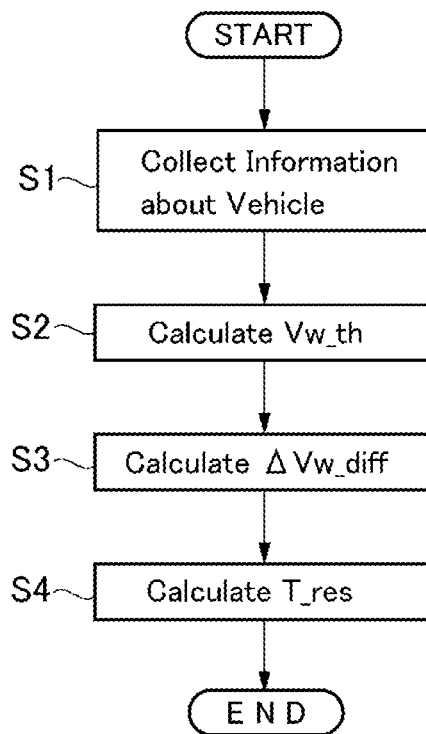 START
S1
Collect Information
about Vehicle
S2
Calculate Vw_th
S3
Calculate ΔVw_diff
S4
Calculate T_res
END